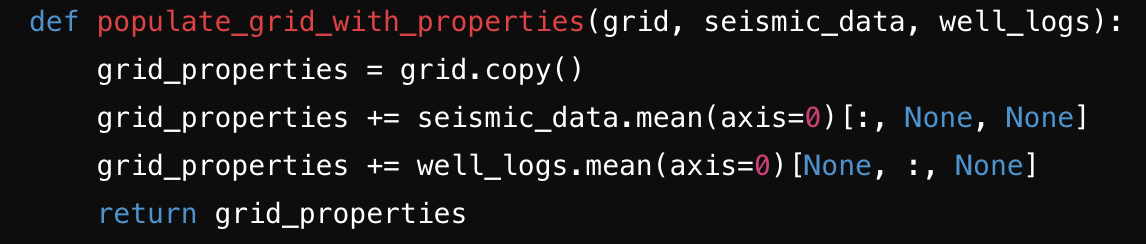 def populate_grid_with_properties(grid, seismic_data, well_logs):
    grid_properties = grid.copy()
    grid_properties += seismic_data.mean(axis=0)[:, None, None]
    grid_properties += well_logs.mean(axis=0)[None, :, None]
    return grid_properties